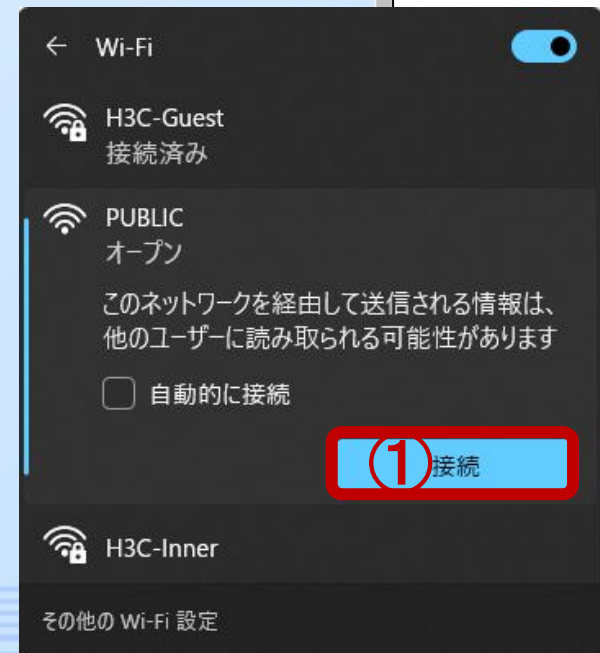 Wi-Fi
H3C-Guest
接続済み
PUBLIC
オープン
このネットワークを経由して送信される情報は、
他のユーザーに読み取られる可能性があります
自動的に接続
①接続
H3C-Inner
その他の Wi-Fi 設定